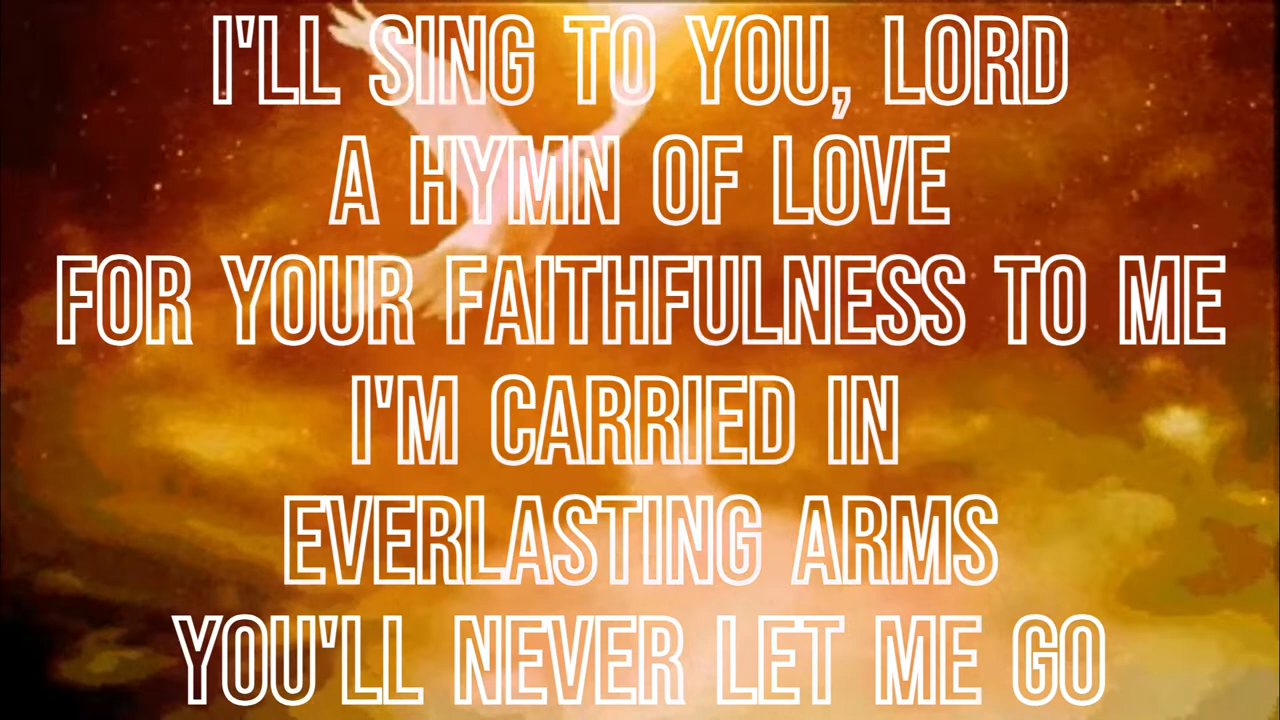 I'LL SING TO YOU, LORD
A HYMN OF LOVE
FOR YOUR FAITHFULNESS TO ME
I'M CARRIED IN
EVERLASTING ARMS
YOU'LL NEVER LET ME GO